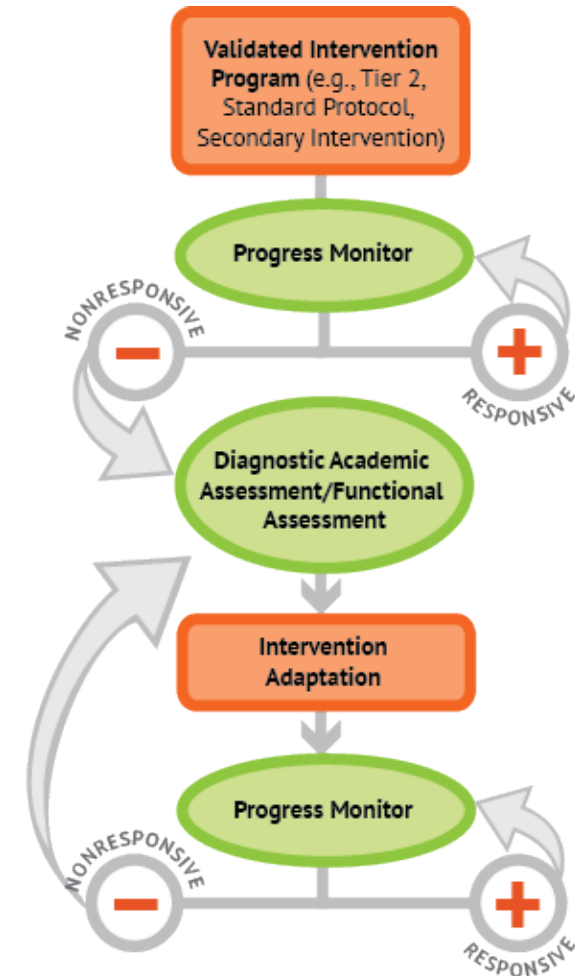 Validated Intervention
Program (e.g., Tier 2,
Standard Protocol,
Secondary Intervention)
Progress Monitor
NONRESPONSIVE
RESPONSIVE
Diagnostic Academic
Assessment/Functional
Assessment
Intervention
Adaptation
Progress Monitor
NONRESPONSIVE
RESPONSIVE